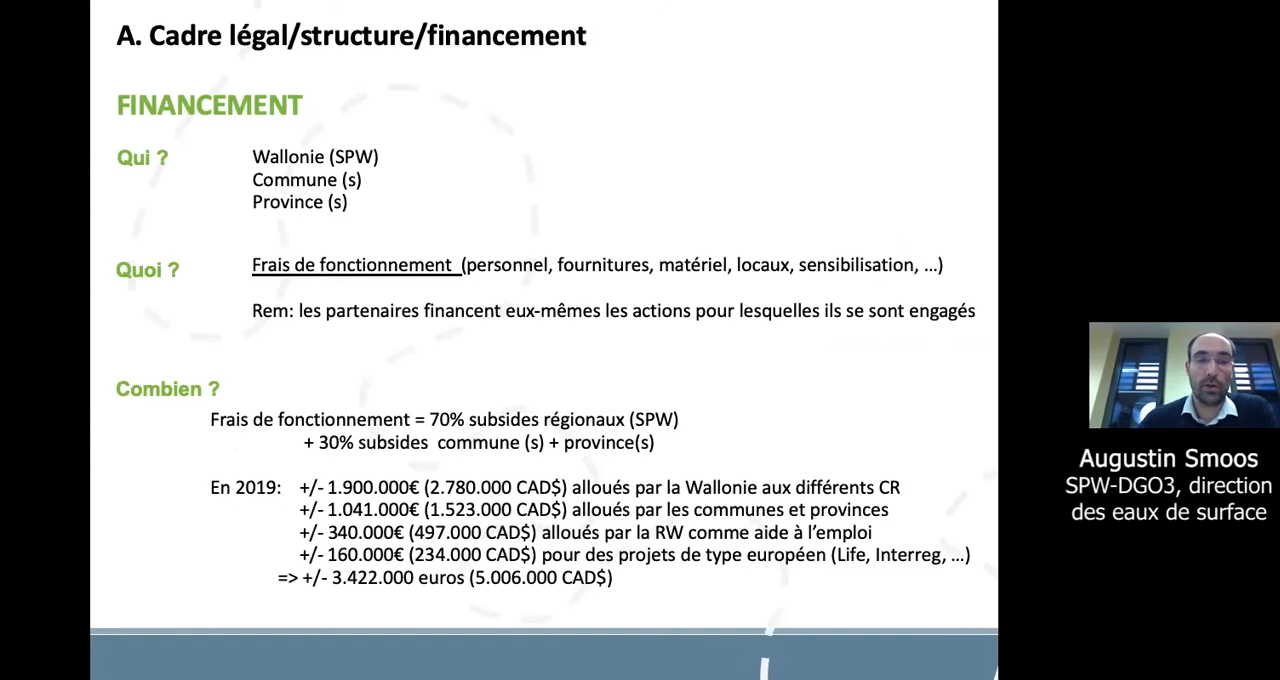 A. Cadre légal/structure/financement
FINANCEMENT
Qui ?
Wallonie (SPW)
Commune (s)
Province (s)
Quoi ?
Frais de fonctionnement (personnel, fournitures, matériel, locaux, sensibilisation, ...)
Rem: les partenaires financent eux-mêmes les actions pour lesquelles ils se sont engagés
Combien ?
Frais de fonctionnement = 70% subsides régionaux (SPW)
+ 30% subsides commune (s) + province(s)
En 2019: +/- 1.900.000€ (2.780.000 CAD$) alloués par la Wallonie aux différents CR
+/- 1.041.000€ (1.523.000 CAD$) alloués par les communes et provinces
+/- 340.000€ (497.000 CAD$) alloués par la RW comme aide à l'emploi
+/- 160.000€ (234.000 CAD$) pour des projets de type européen (Life, Interreg, ...)
=> +/- 3.422.000 euros (5.006.000 CAD$)
Augustin Smoos
SPW-DGO3, direction
des eaux de surface